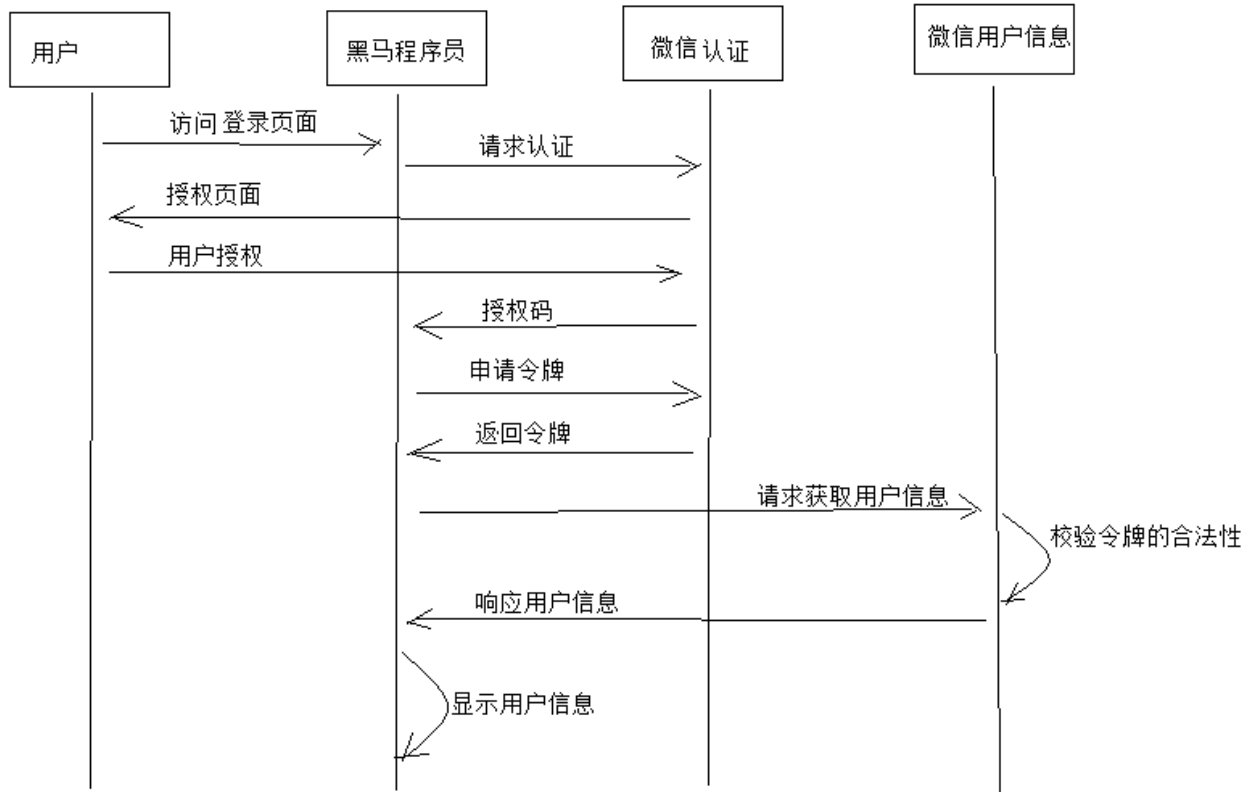 用户
黑马程序员
微信认证
微信用户信息
访问登录页面
请求认证
授权页面
用户授权
授权码
申请令牌
返回令牌
请求获取用户信息
校验令牌的合法性
响应用户信息
显示用户信息